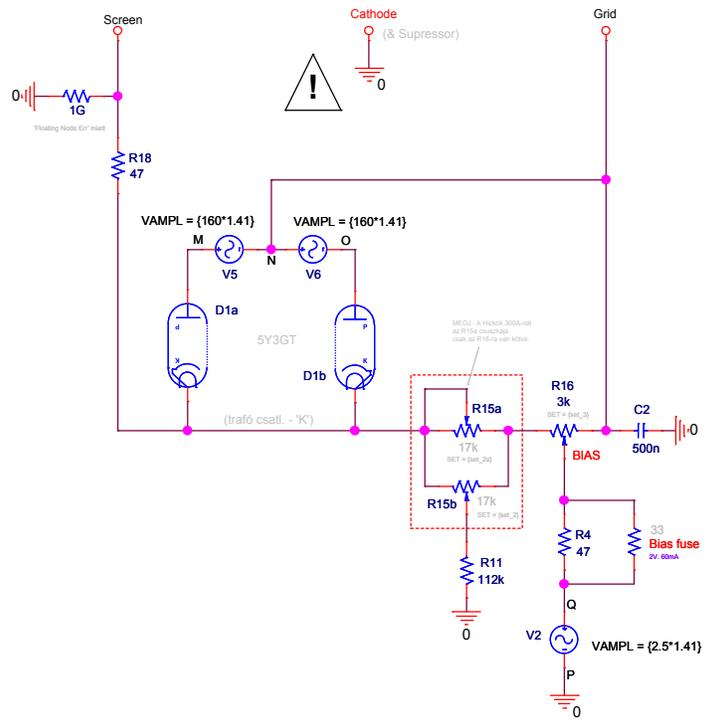 Screen
Cathode
Grid
(& Supressor)
0
0
1G
"Floating Node Err" miatt
!
R18
47
VAMPL = {160*1.41}
VAMPL = {160*1.41}
M
N
O
V5
V6
D1a
P
K
5Y3GT
P
K
D1b
MEGJ.: A Hickok 300A-nál
az R15a csuszkája
csak az R16-ra van kötve.
(trafó csatl. - 'K')
R15a
17k
SET = {set_2a}
R15b
17k
SET = {set_2}
R16
3k
SET = {set_3}
BIAS
C2
500n
0
R11
112k
0
R4
47
33
Bias fuse
2V. 60mA
Q
V2
VAMPL = {2.5*1.41}
P
0